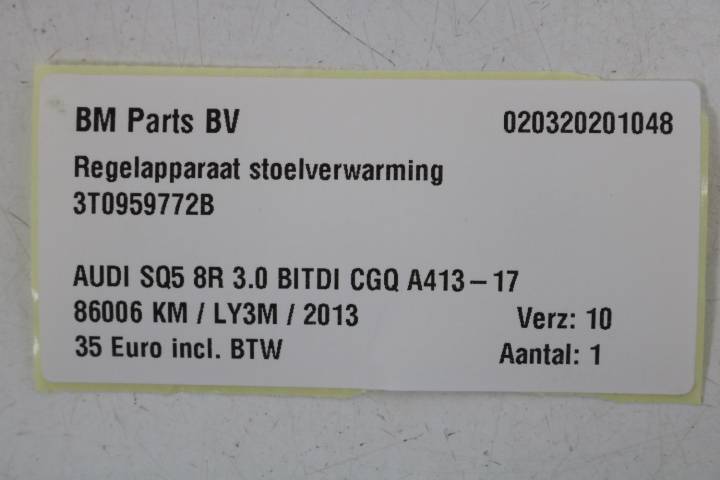 BM Parts BV 020320201048
Regelapparaat stoelverwarming
3T0959772B
AUDI SQ5 8R 3.0 BITDI CGQ A413-17
86006 KM / LY3M / 2013 Verz: 10
35 Euro incl. BTW Aantal: 1